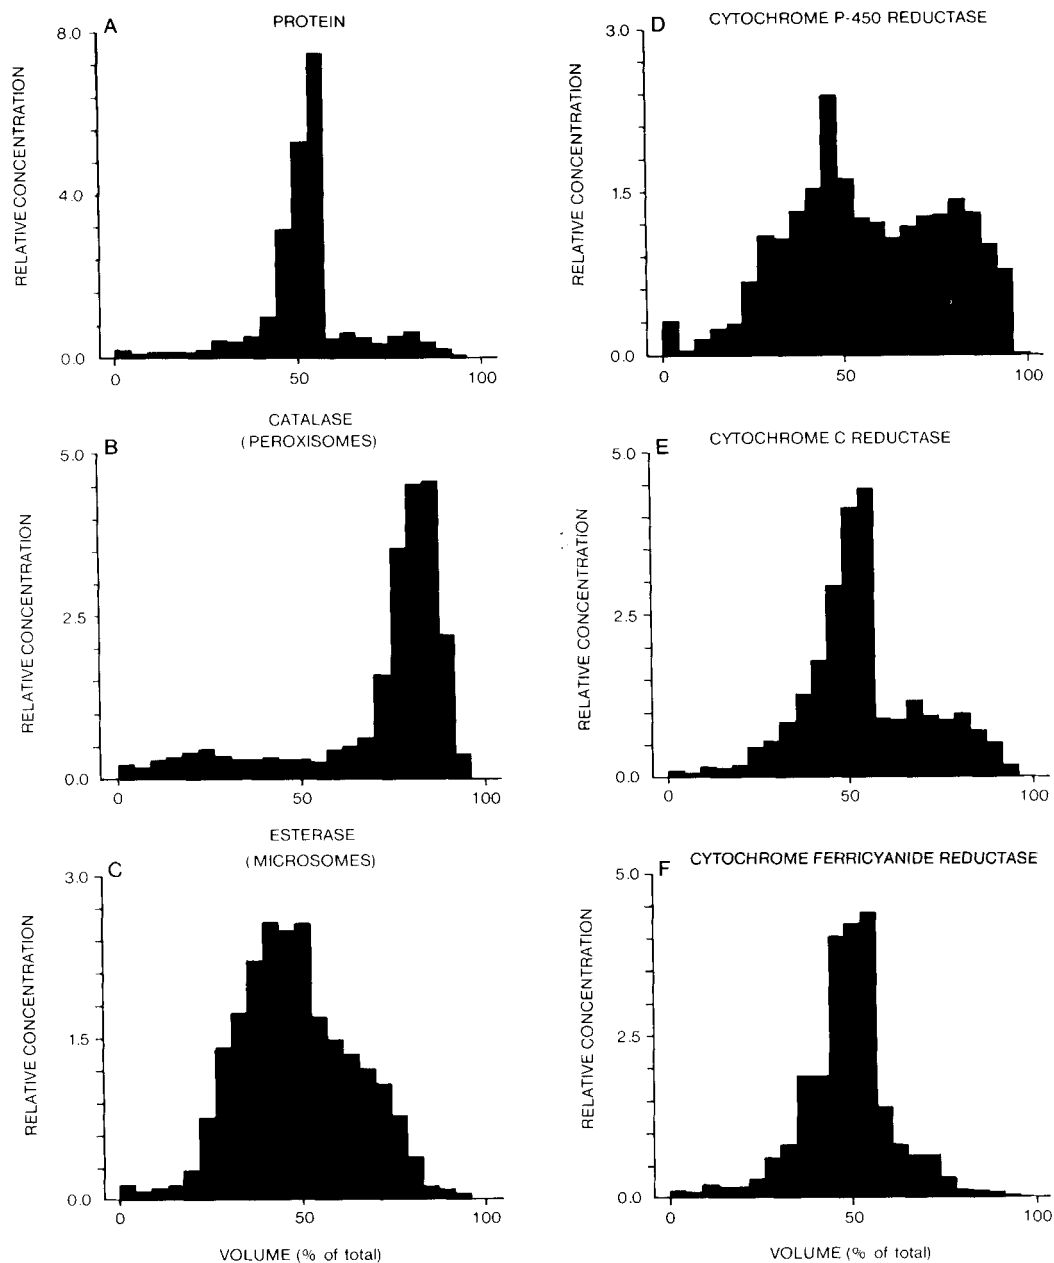 A
PROTEIN
RELATIVE CONCENTRATION
8.0
4.0
0.0
0
50
100
B
CATALASE
(PEROXISOMES)
RELATIVE CONCENTRATION
5.0
2.5
0.0
0
50
100
C
ESTERASE
(MICROSOMES)
RELATIVE CONCENTRATION
3.0
1.5
0.0
0
50
100
VOLUME (% of total)
D
CYTOCHROME P-450 REDUCTASE
RELATIVE CONCENTRATION
3.0
1.5
0.0
0
50
100
E
CYTOCHROME C REDUCTASE
RELATIVE CONCENTRATION
5.0
2.5
0.0
0
50
100
F
CYTOCHROME FERRICYANIDE REDUCTASE
RELATIVE CONCENTRATION
5.0
2.5
0.0
0
50
100
VOLUME (% of total)